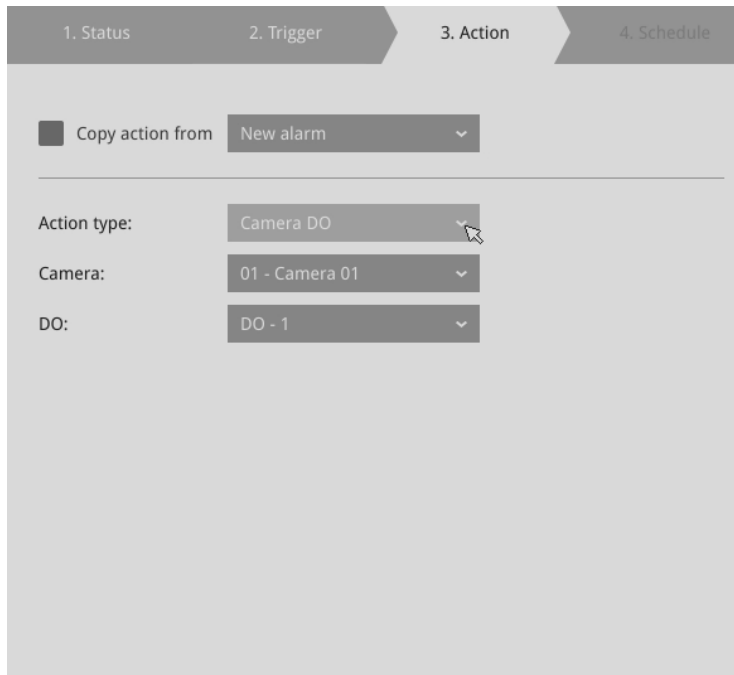 1. Status 2. Trigger 3. Action 4. Schedule
Copy action from New alarm
Action type: Camera DO
Camera: 01 - Camera 01
DO: DO - 1